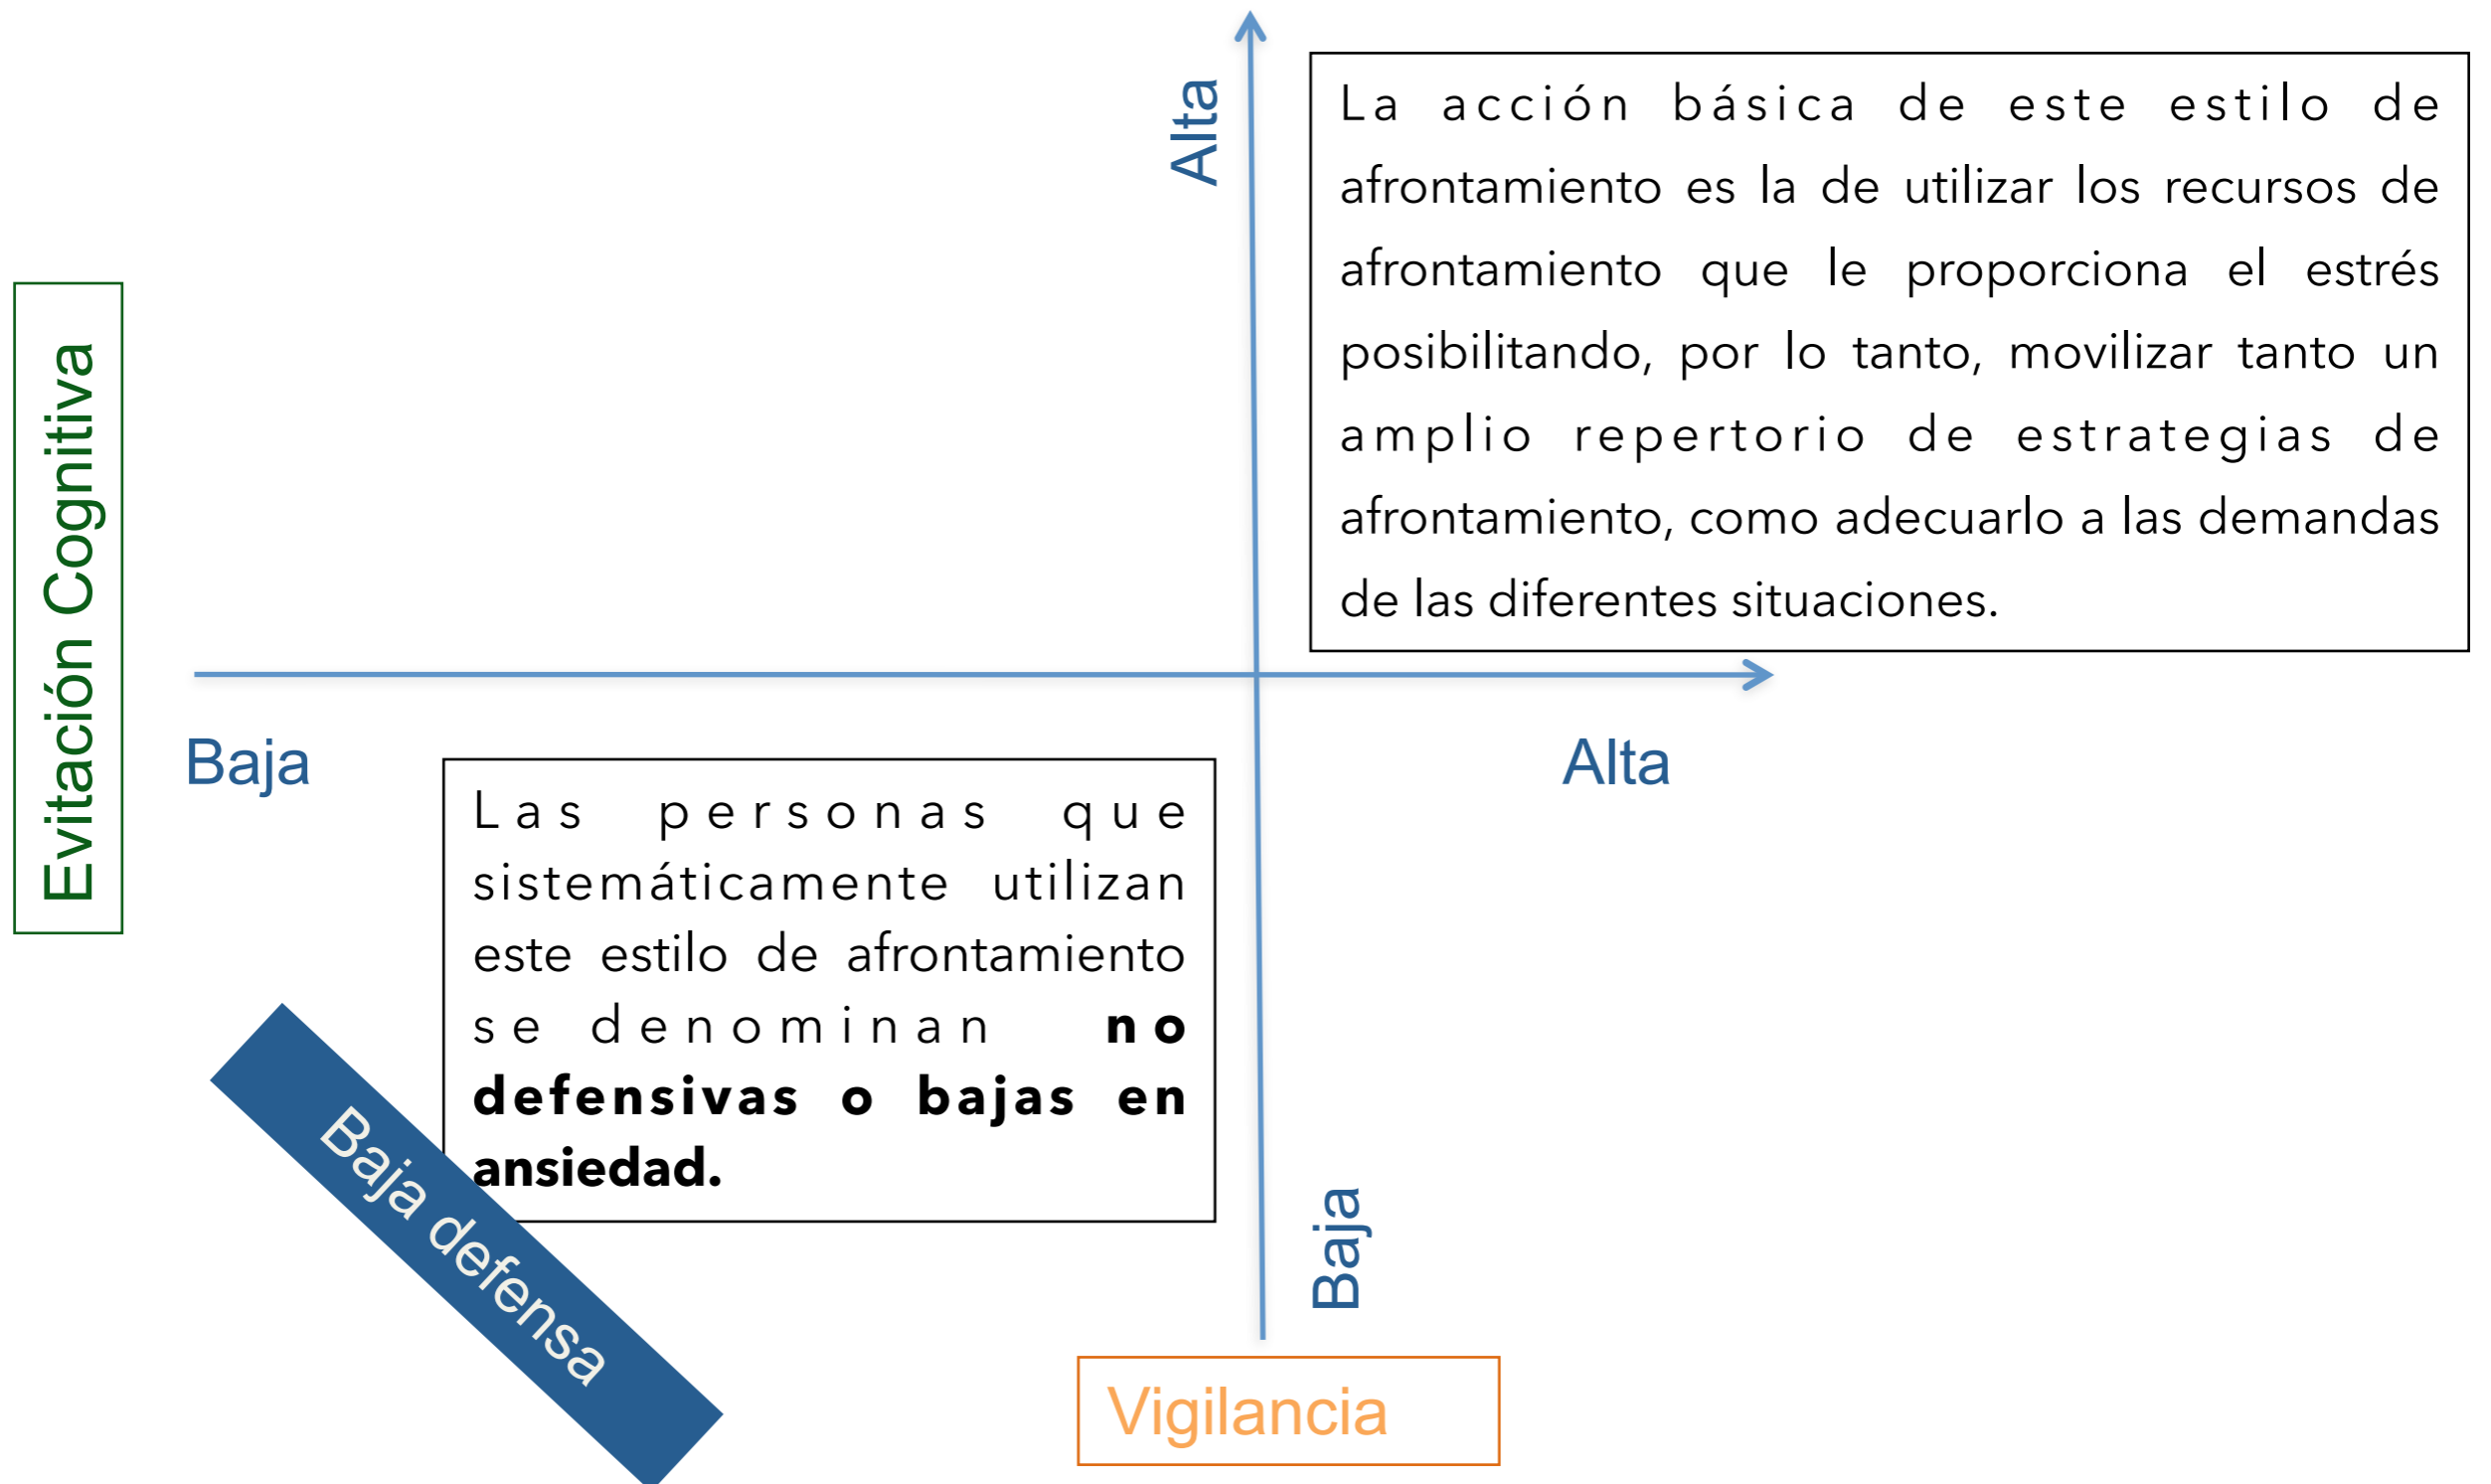 Alta
La acción básica de este estilo de
afrontamiento es la de utilizar los recursos de
afrontamiento que le proporciona el estrés
posibilitando, por lo tanto, movilizar tanto un
amplio repertorio de estrategias de
afrontamiento, como adecuarlo a las demandas
de las diferentes situaciones.
Evitación Cognitiva
Baja
Alta
Las personas que
sistemáticamente utilizan
este estilo de afrontamiento
se denominan no
defensivas o bajas en
ansiedad.
Baja defensa
Baja
Vigilancia